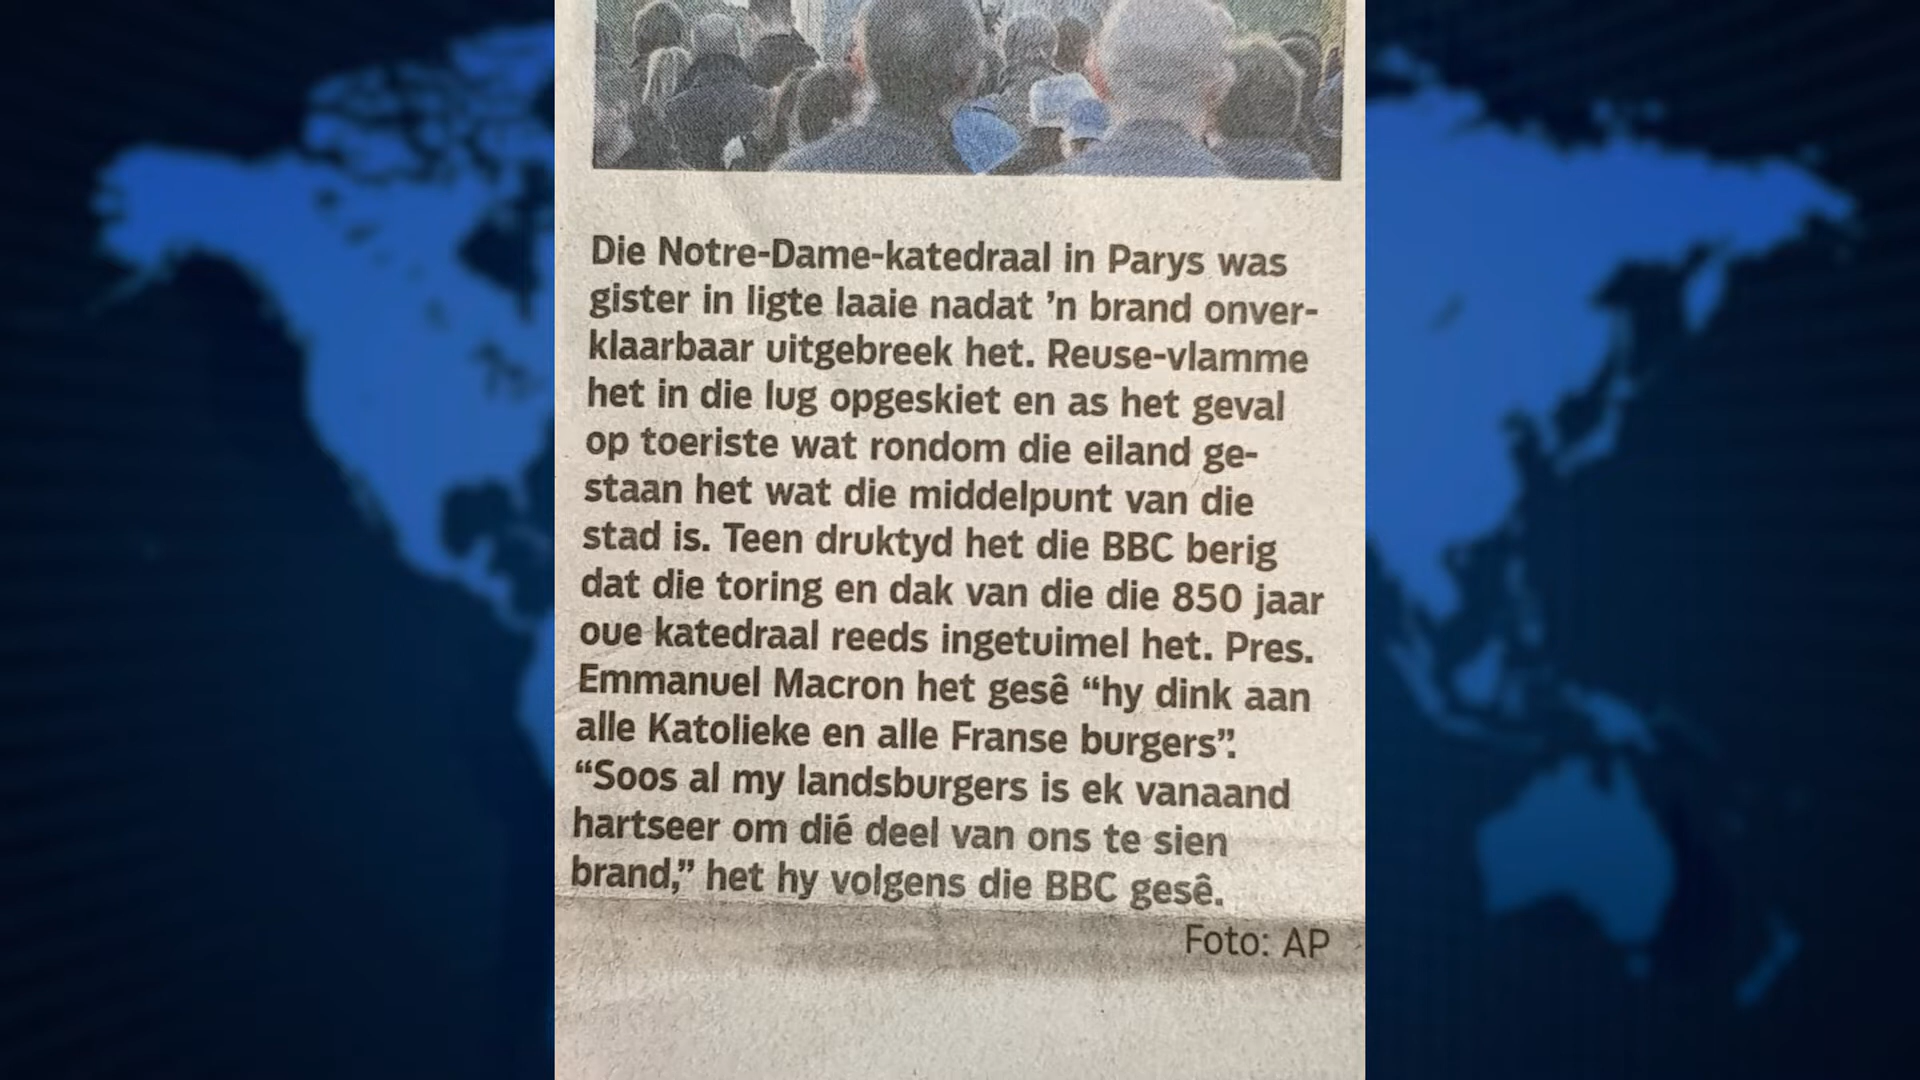 Die Notre-Dame-katedraal in Parys was
gister in ligte laaie nadat ’n brand onver-
klaarbaar uitgebreek het. Reuse-vlamme
het in die lug opgeskiet en as het geval
op toeriste wat rondom die eiland ge-
staan het wat die middelpunt van die
stad is. Teen druktyd het die BBC berig
dat die toring en dak van die die 850 jaar
oue katedraal reeds ingetuimel het. Pres.
Emmanuel Macron het gesê “hy dink aan
alle Katolieke en alle Franse burgers”.
“Soos al my landsburgers is ek vanaand
hartseer om dié deel van ons te sien
brand,” het hy volgens die BBC gesê.
Foto: AP